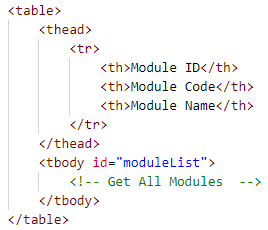 <table>
    <thead>
        <tr>
            <th>Module ID</th>
            <th>Module Code</th>
            <th>Module Name</th>
        </tr>
    </thead>
    <tbody id="moduleList">
        <!-- Get All Modules  -->
    </tbody>
</table>